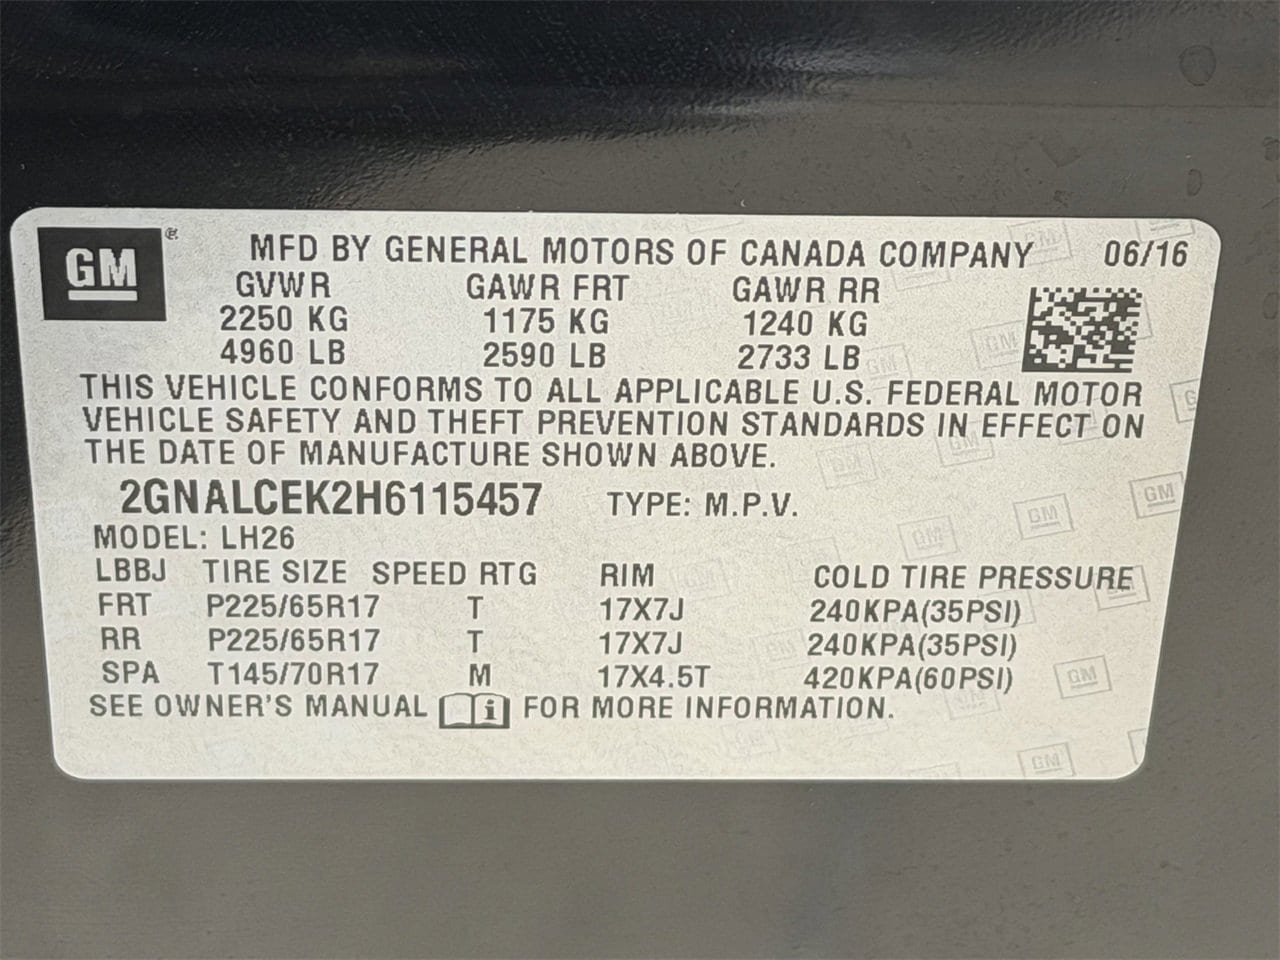 GM ® MFD BY GENERAL MOTORS OF CANADA COMPANY 06/16
GVWR GAWR FRT GAWR RR
2250 KG 1175 KG 1240 KG
4960 LB 2590 LB 2733 LB
THIS VEHICLE CONFORMS TO ALL APPLICABLE U.S. FEDERAL MOTOR
VEHICLE SAFETY AND THEFT PREVENTION STANDARDS IN EFFECT ON
THE DATE OF MANUFACTURE SHOWN ABOVE.
2GNALCEK2H6115457 TYPE: M.P.V.
MODEL: LH26
LBBJ TIRE SIZE SPEED RTG RIM COLD TIRE PRESSURE
FRT P225/65R17 T 17X7J 240KPA(35PSI)
RR P225/65R17 T 17X7J 240KPA(35PSI)
SPA T145/70R17 M 17X4.5T 420KPA(60PSI)
SEE OWNER'S MANUAL i FOR MORE INFORMATION.